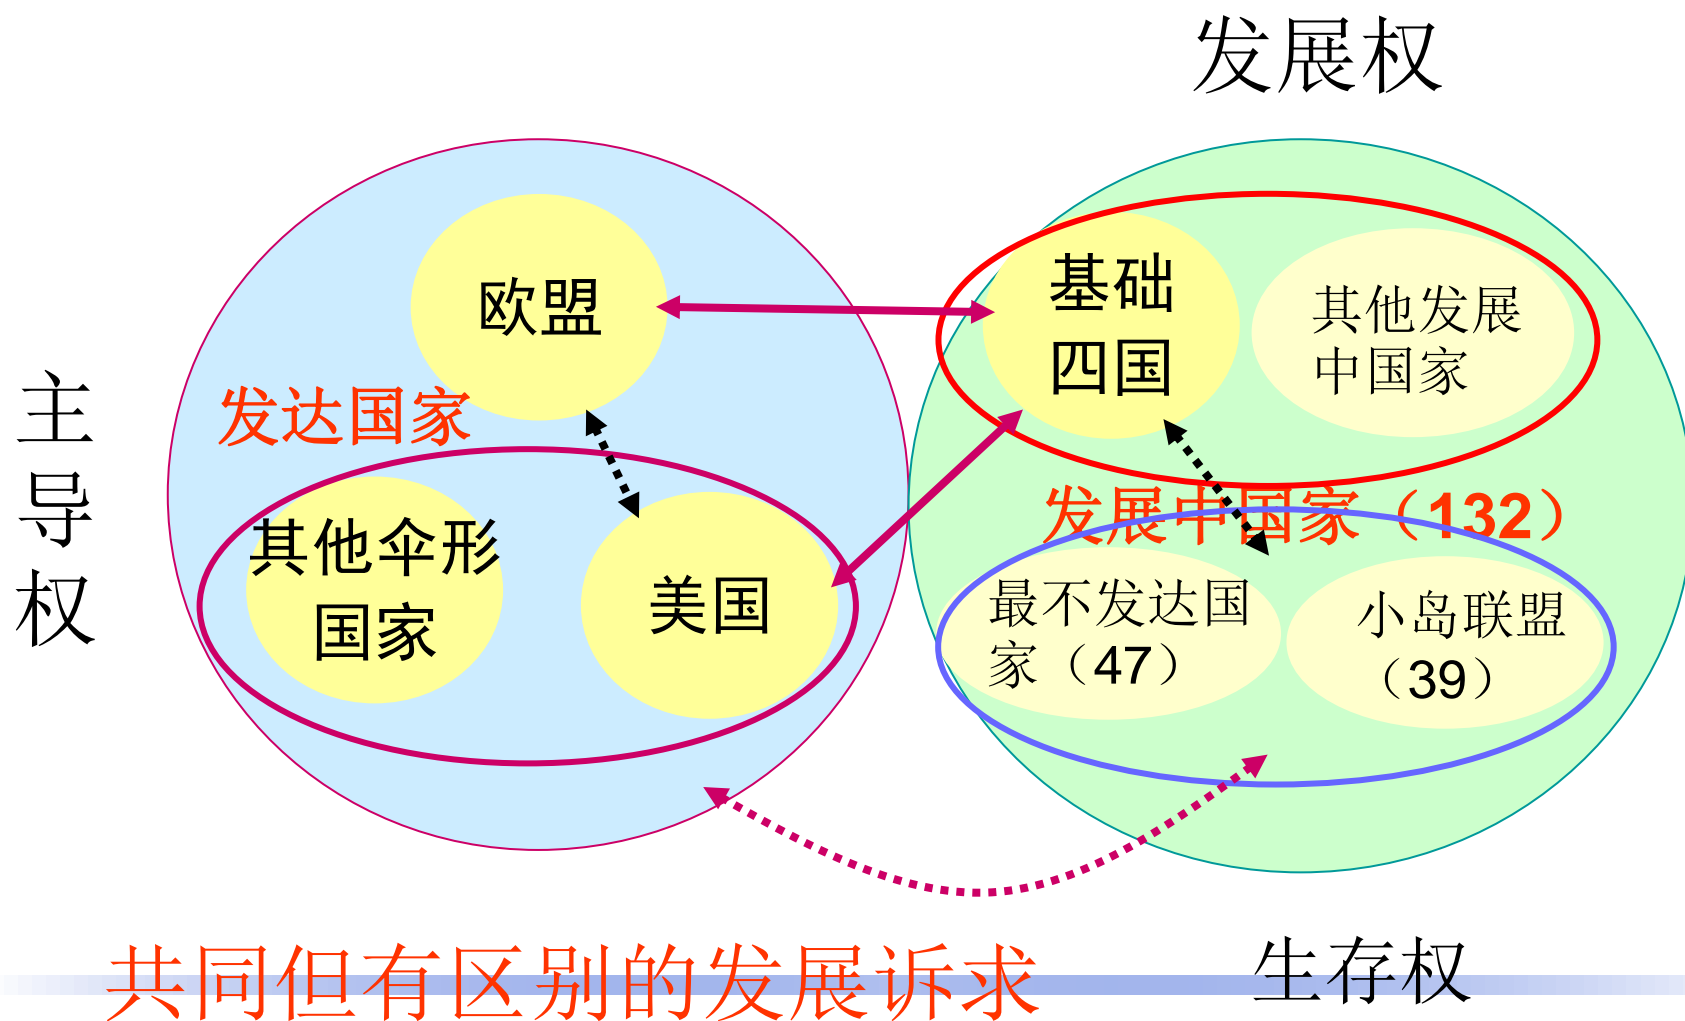 发展权
欧盟
基础
四国
其他发展
中国家
发达国家
主
导
权
其他伞形
国家
美国
发展中国家（132）
最不发达国
家（47）
小岛联盟
（39）
共同但有区别的发展诉求
生存权